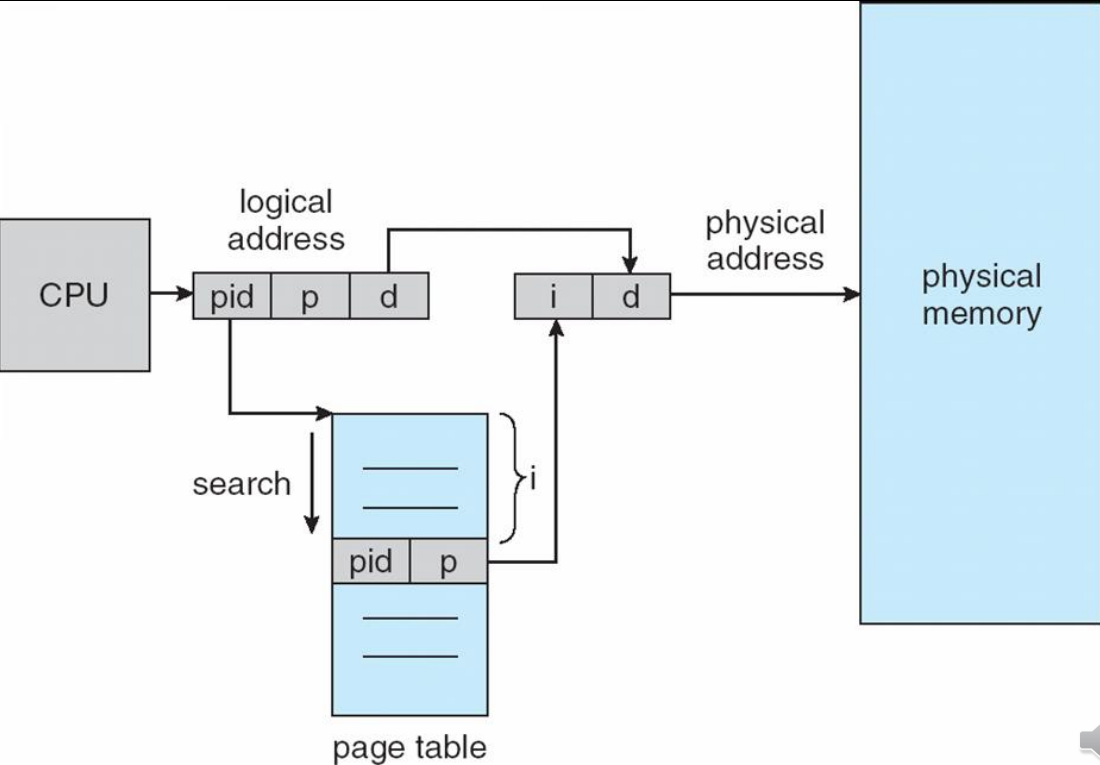 logical
address
physical
address
CPU
pid p d
i d
physical
memory
search
i
pid p
page table